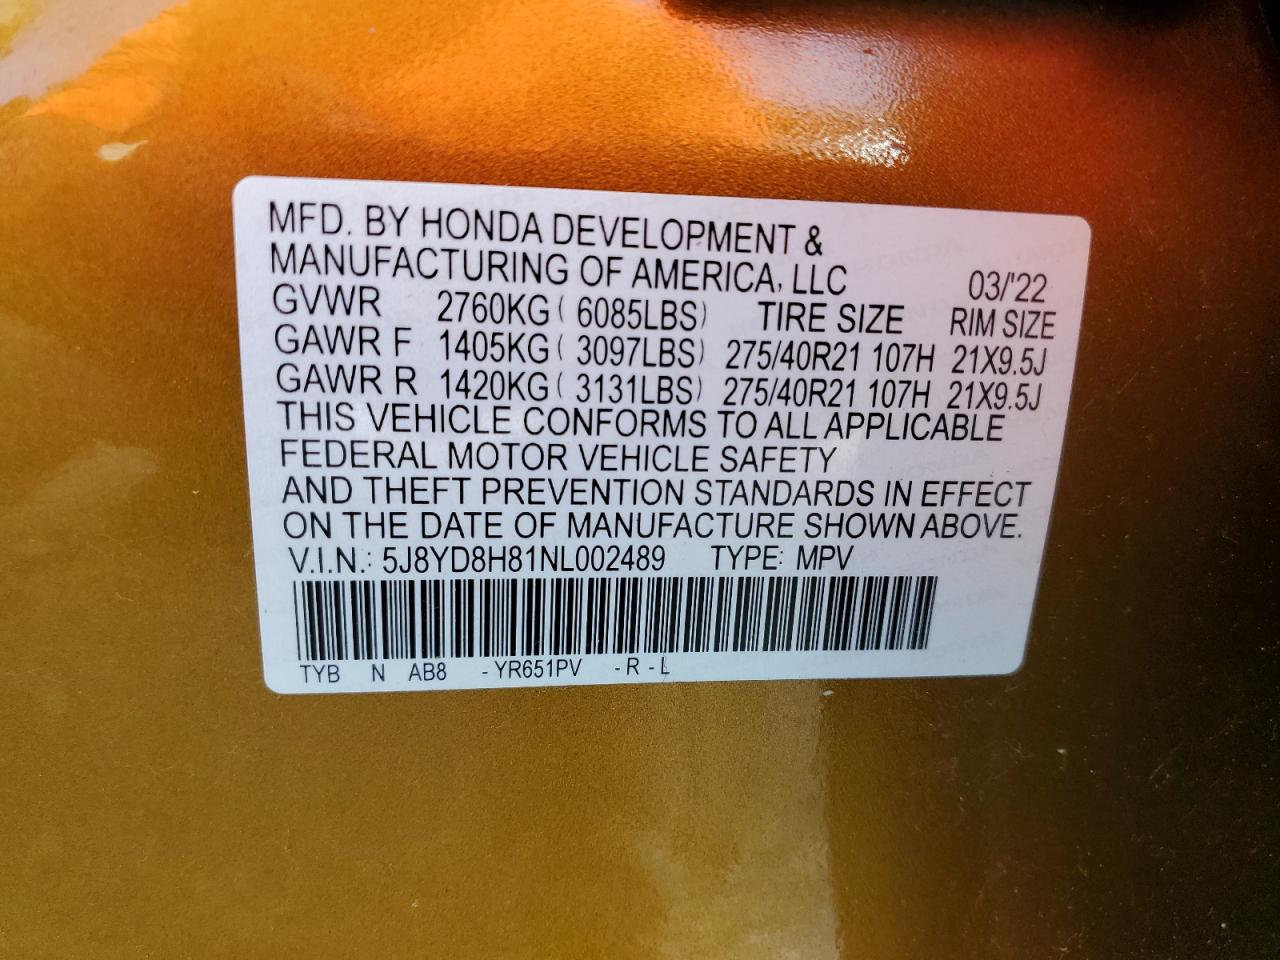 MFD. BY HONDA DEVELOPMENT &
MANUFACTURING OF AMERICA, LLC 03/'22
GVWR 2760KG ( 6085LBS) TIRE SIZE RIM SIZE
GAWR F 1405KG ( 3097LBS) 275/40R21 107H 21X9.5J
GAWR R 1420KG ( 3131LBS) 275/40R21 107H 21X9.5J
THIS VEHICLE CONFORMS TO ALL APPLICABLE
FEDERAL MOTOR VEHICLE SAFETY
AND THEFT PREVENTION STANDARDS IN EFFECT
ON THE DATE OF MANUFACTURE SHOWN ABOVE.
V.I.N.: 5J8YD8H81NL002489 TYPE: MPV
TYB N AB8 - YR651PV - R - L